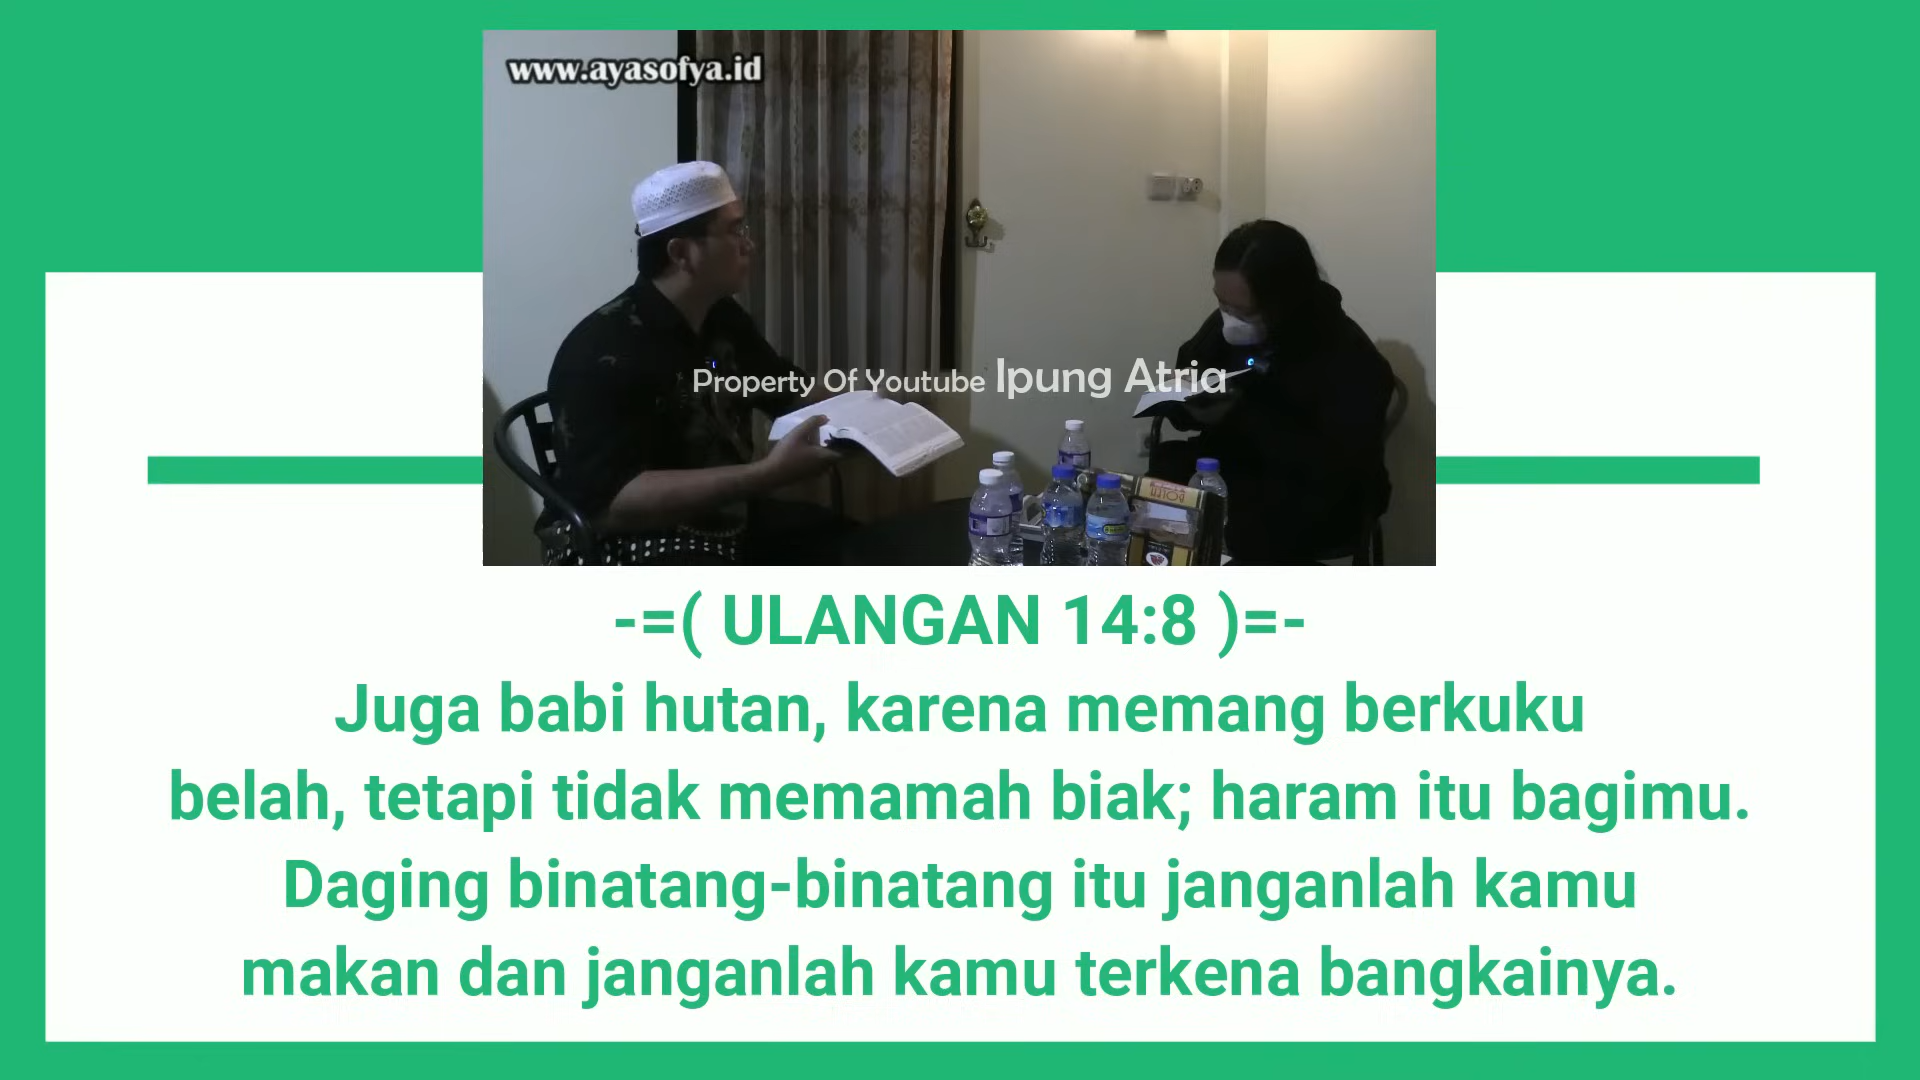 www.ayasofya.id
Property Of Youtube Ipung Atria
-=( ULANGAN 14:8 )=-
Juga babi hutan, karena memang berkuku
belah, tetapi tidak memamah biak; haram itu bagimu.
Daging binatang-binatang itu janganlah kamu
makan dan janganlah kamu terkena bangkainya.